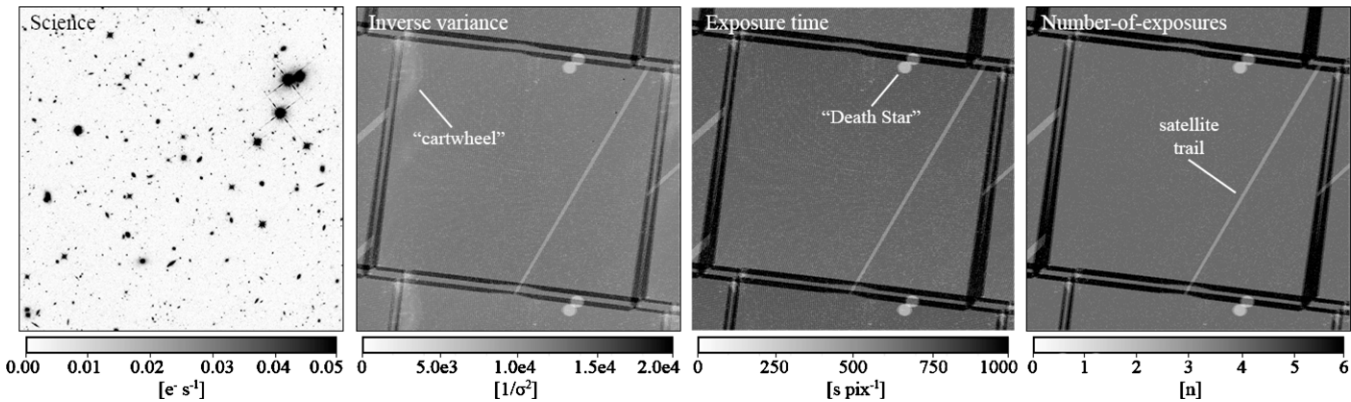 Science
Inverse variance
Exposure time
Number-of-exposures
“cartwheel”
“Death Star”
satellite
trail
0.00 0.01 0.02 0.03 0.04 0.05
[e⁻ s⁻¹]
0 5.0e3 1.0e4 1.5e4 2.0e4
[1/σ²]
0 250 500 750 1000
[s pix⁻¹]
0 1 2 3 4 5 6
[n]